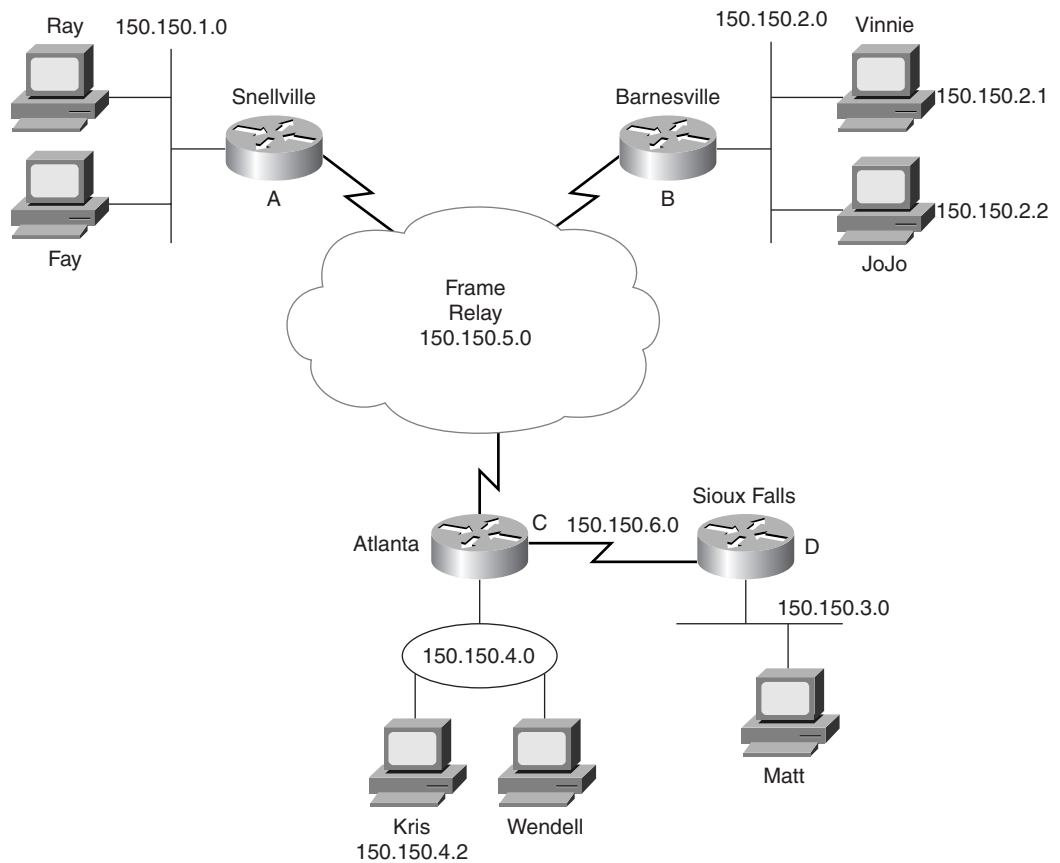 Ray
150.150.1.0
Snellville
A
Fay
150.150.2.0
Vinnie
Barnesville
150.150.2.1
B
150.150.2.2
JoJo
Frame
Relay
150.150.5.0
Sioux Falls
C
150.150.6.0
Atlanta
D
150.150.3.0
150.150.4.0
Matt
Kris
150.150.4.2
Wendell